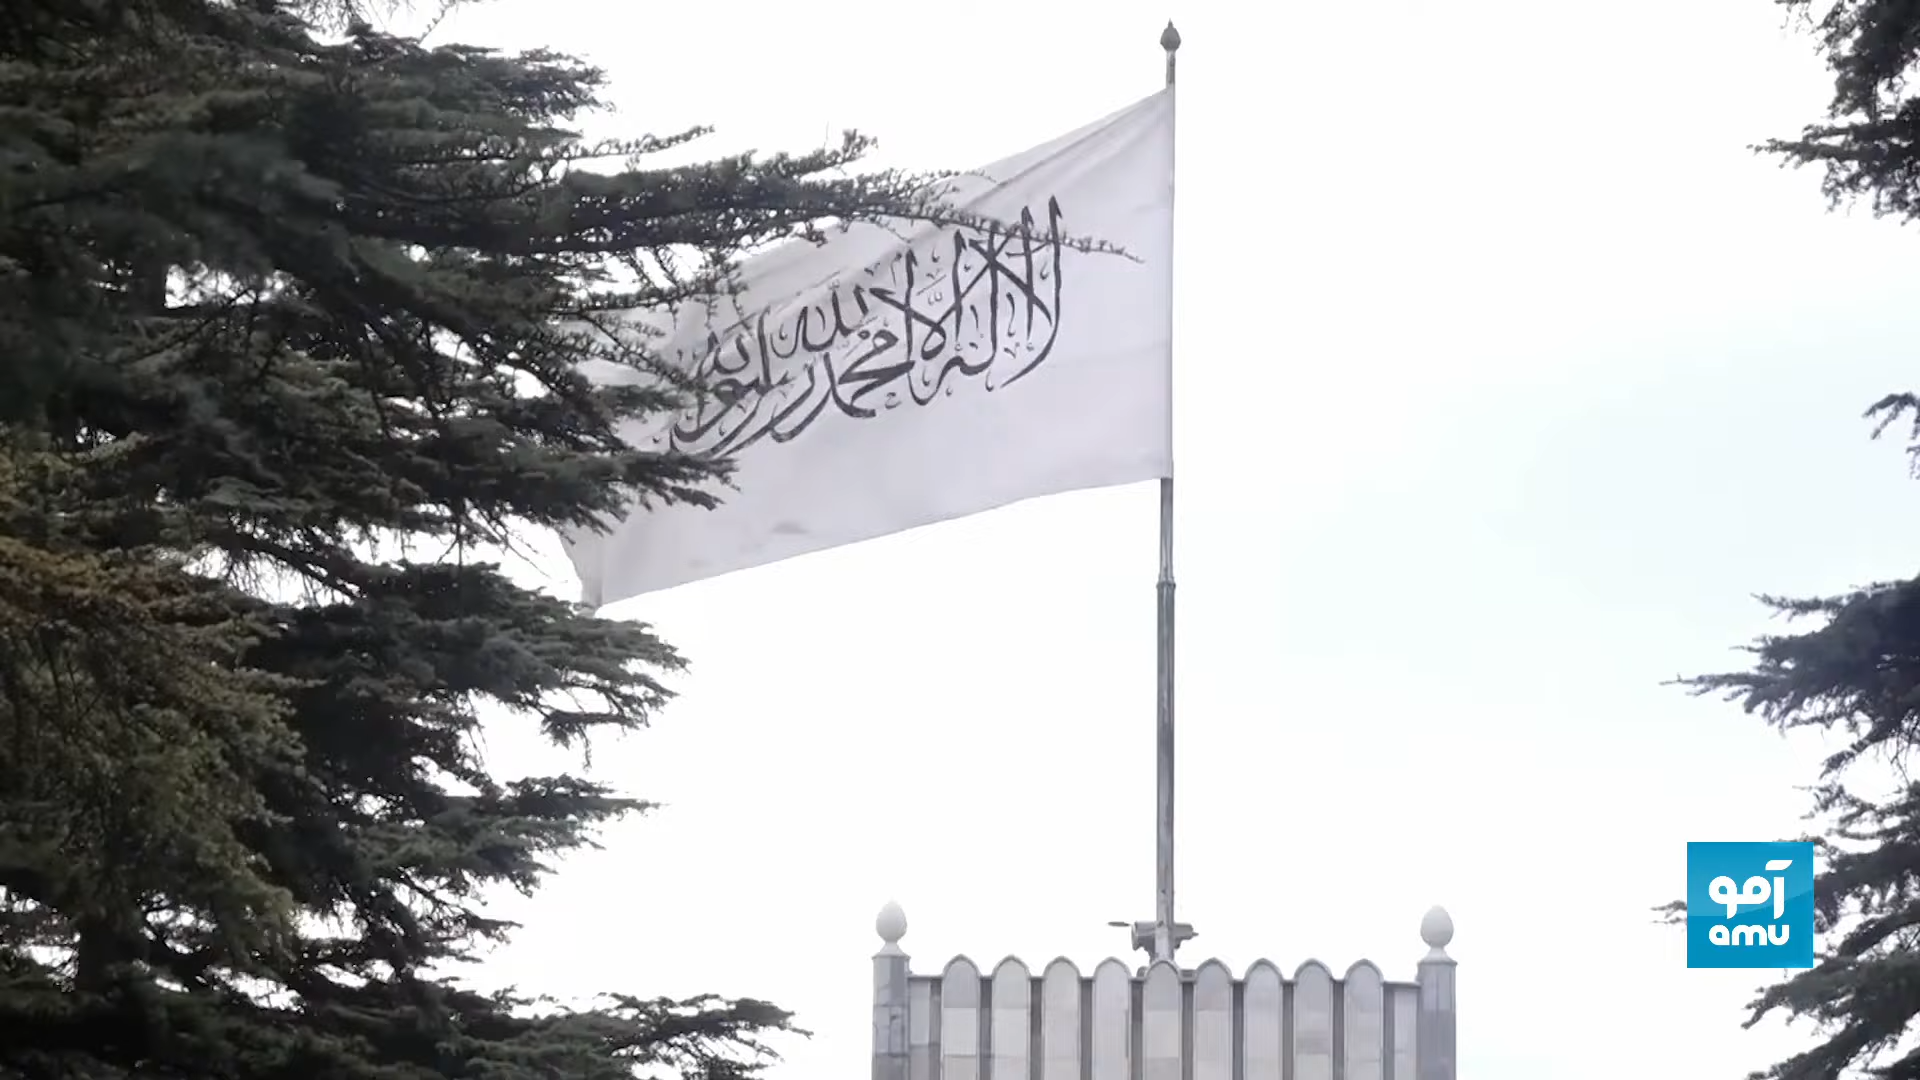 لا إله إلا الله محمد رسول الله
آمو
amu